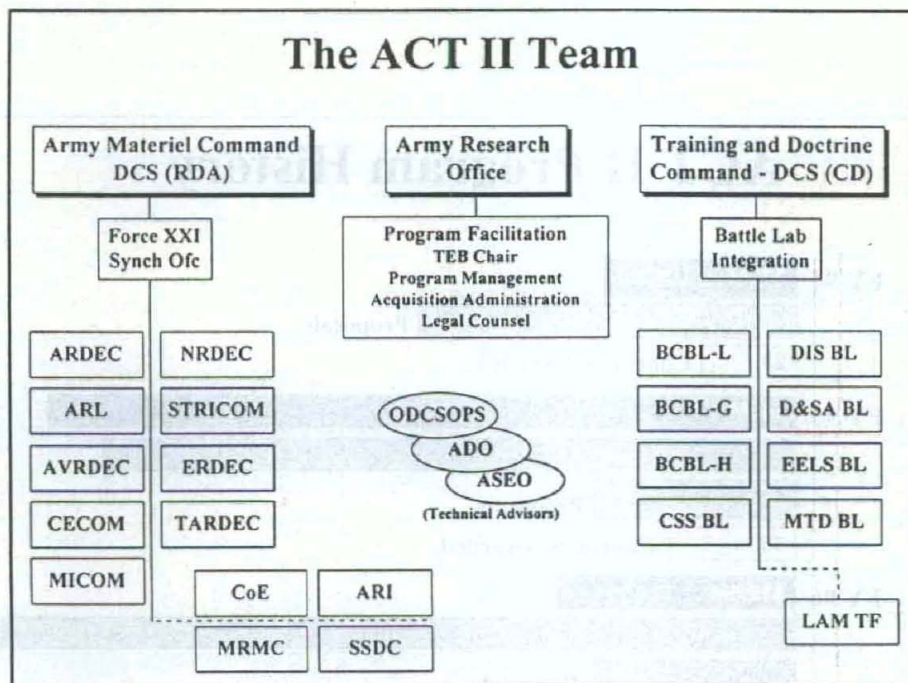 The ACT II Team
Army Materiel Command
DCS (RDA)
Force XXI
Synch Ofc
ARDEC
NRDEC
ARL
STRICOM
AVRDEC
ERDEC
CECOM
TARDEC
MICOM
CoE
ARI
MRMC
SSDC
Army Research
Office
Program Facilitation
TEB Chair
Program Management
Acquisition Administration
Legal Counsel
ODCSOPS
ADO
ASEO
(Technical Advisors)
Training and Doctrine
Command - DCS (CD)
Battle Lab
Integration
BCBL-L
DIS BL
BCBL-G
D&SA BL
BCBL-H
EELS BL
CSS BL
MTD BL
LAM TF
Program History